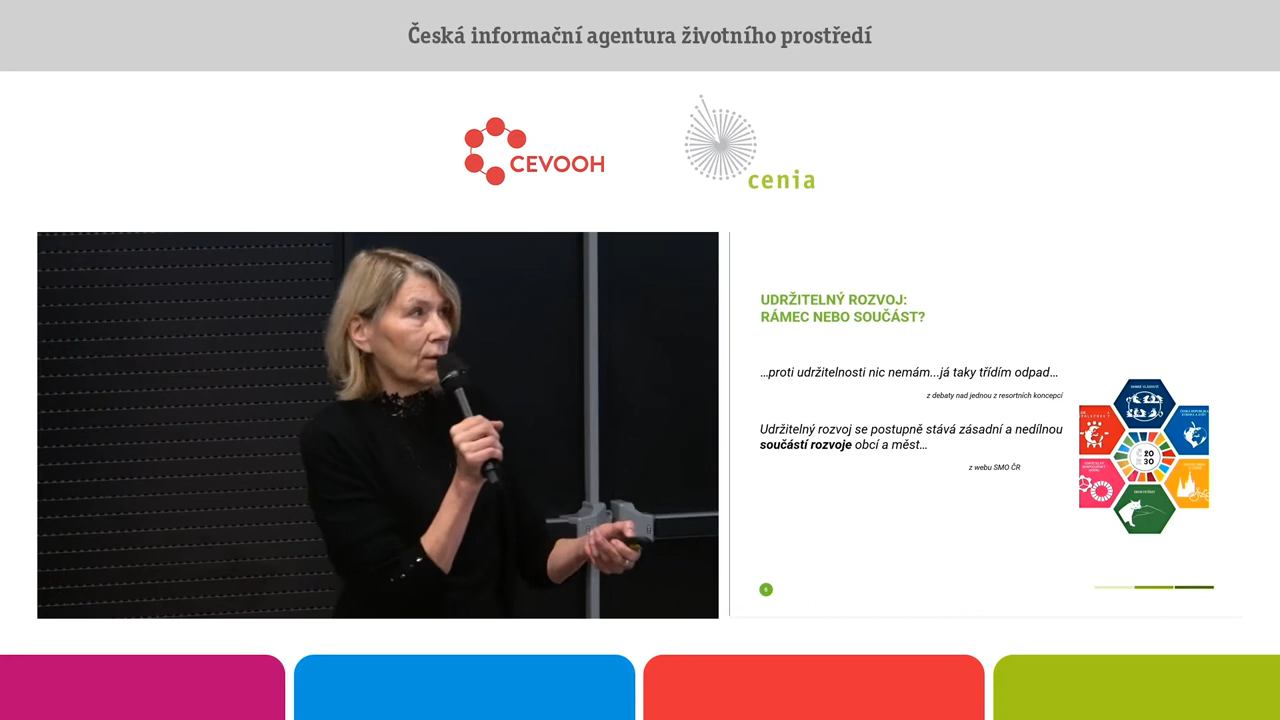 Česká informační agentura životního prostředí
CEVOOH
cenia
UDRŽITELNÝ ROZVOJ:
RÁMEC NEBO SOUČÁST?
...proti udržitelnosti nic nemám...já taky třídím odpad...
z debaty nad jednou z resortních koncepcí
Udržitelný rozvoj se postupně stává zásadní a nedílnou
součástí rozvoje obcí a měst...
z webu SMO ČR
20
30
6